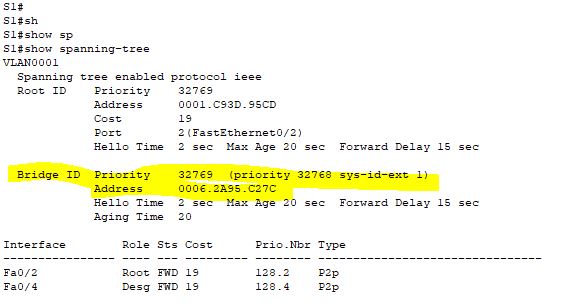 S1#
S1#sh
S1#show sp
S1#show spanning-tree
VLAN0001
Spanning tree enabled protocol ieee
Root ID Priority 32769
Address 0001.C93D.95CD
Cost 19
Port 2(FastEthernet0/2)
Hello Time 2 sec Max Age 20 sec Forward Delay 15 sec
Bridge ID Priority 32769 (priority 32768 sys-id-ext 1)
Address 0006.2A95.C27C
Hello Time 2 sec Max Age 20 sec Forward Delay 15 sec
Aging Time 20
Interface Role Sts Cost Prio.Nbr Type
---------------- ---- --- --------- -------- --------------------------------
Fa0/2 Root FWD 19 128.2 P2p
Fa0/4 Desg FWD 19 128.4 P2p